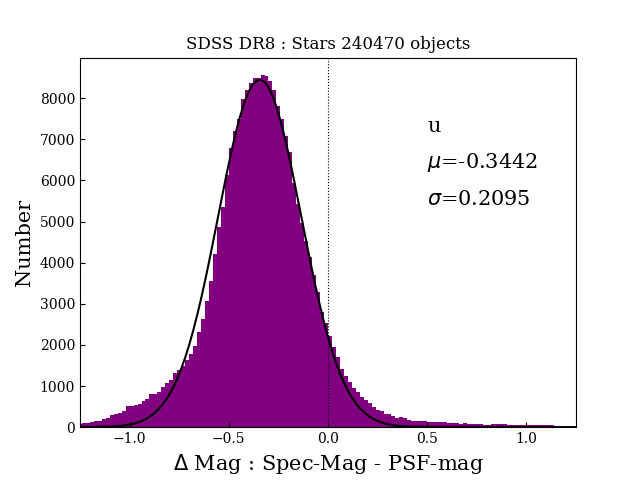 SDSS DR8 : Stars 240470 objects
u
μ=-0.3442
σ=0.2095
Number
8000
7000
6000
5000
4000
3000
2000
1000
0
−1.0 −0.5 0.0 0.5 1.0
Δ Mag : Spec-Mag - PSF-mag